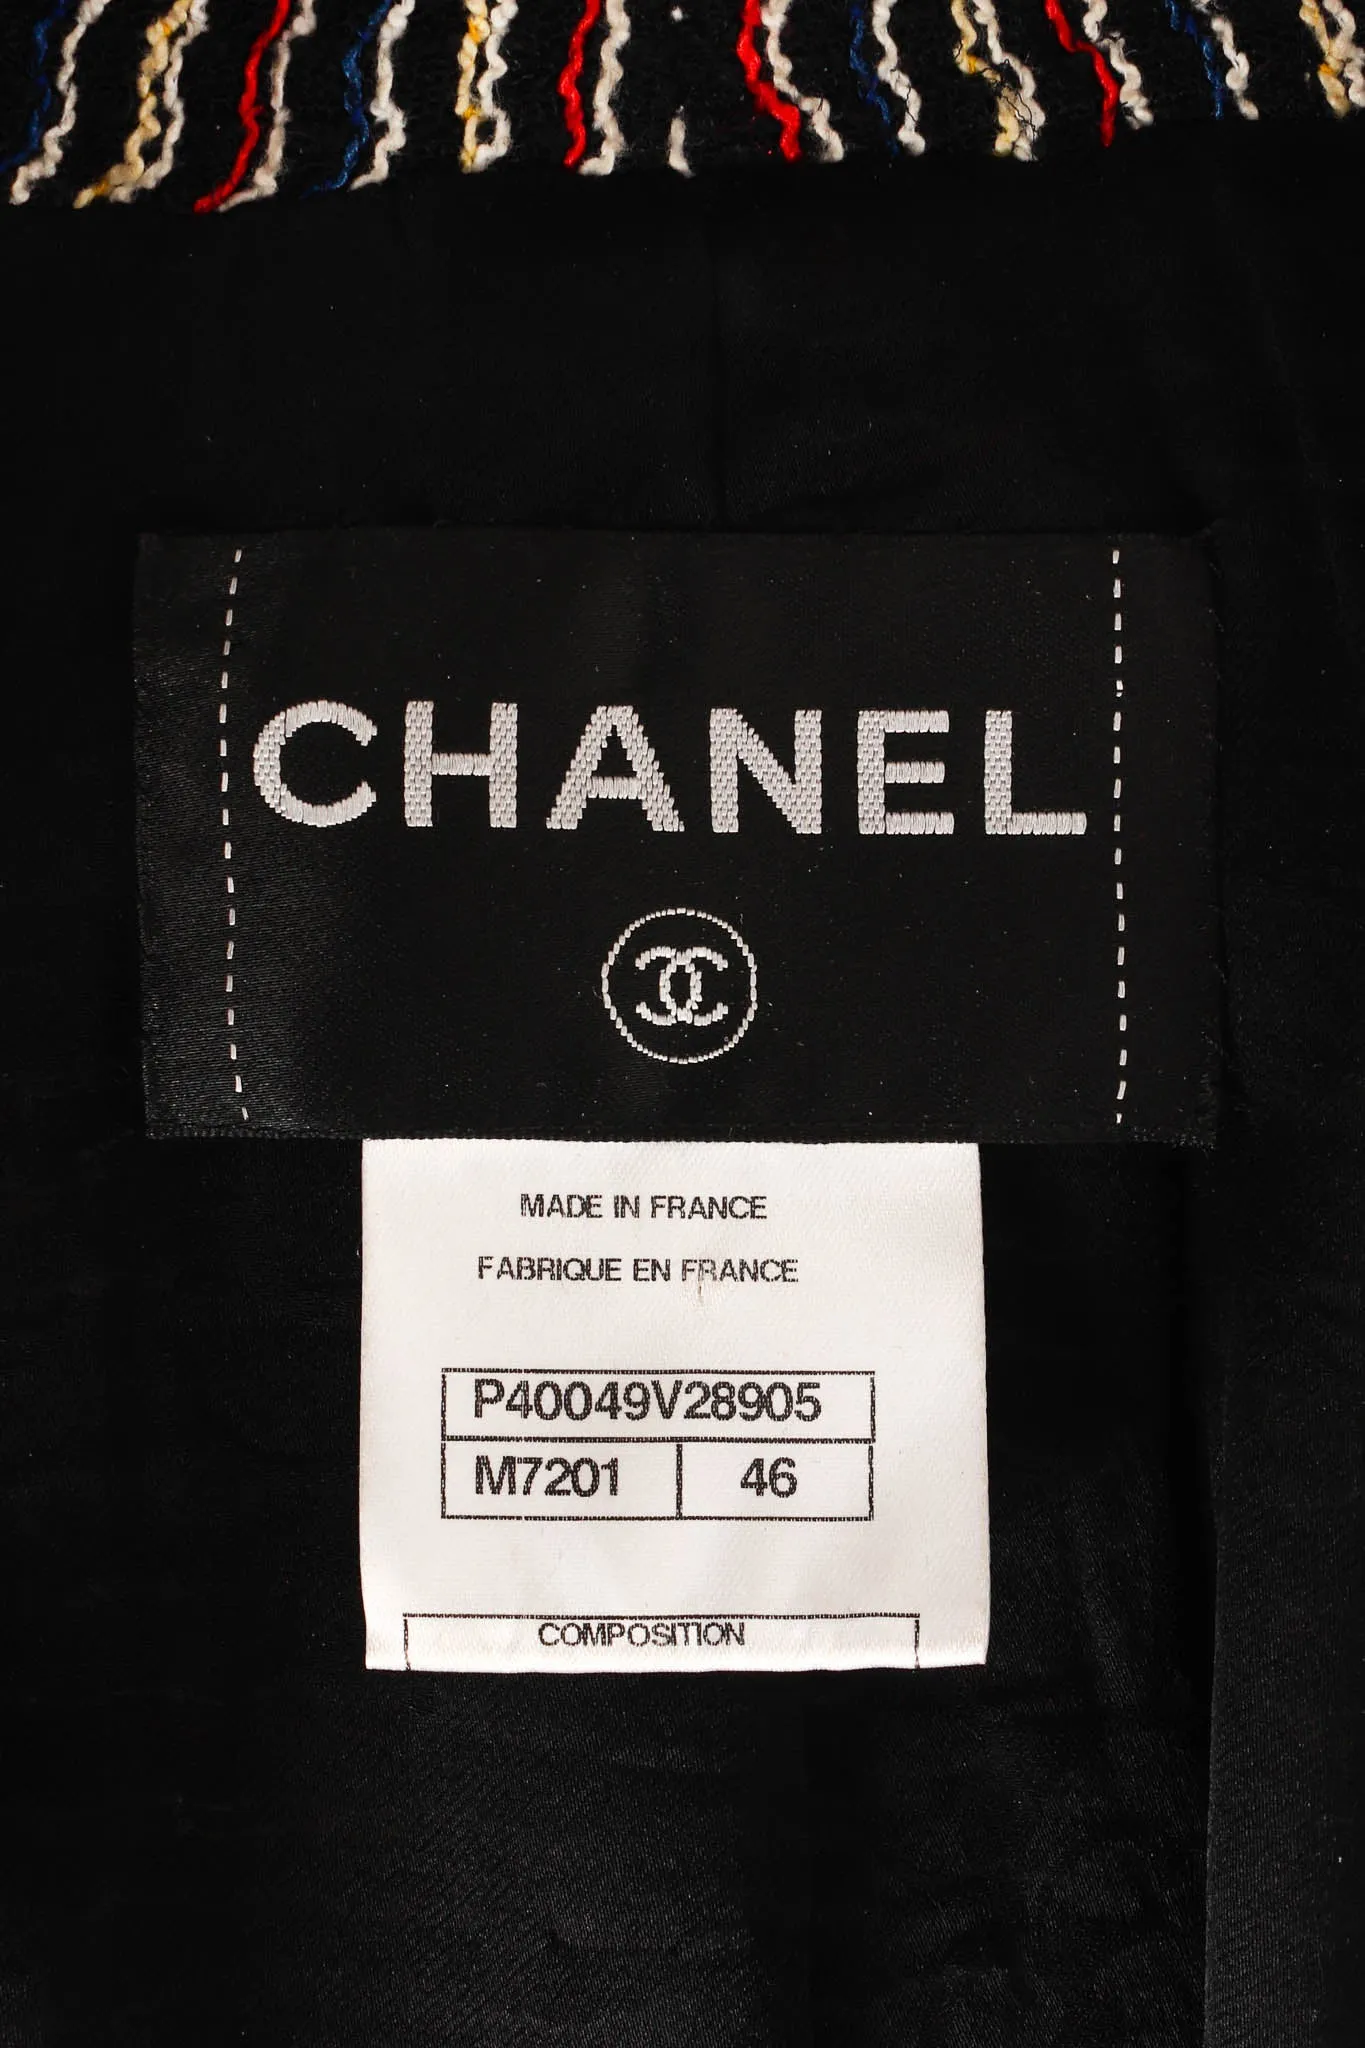 CHANEL
MADE IN FRANCE
FABRIQUE EN FRANCE
P40049V28905
M7201 46
COMPOSITION